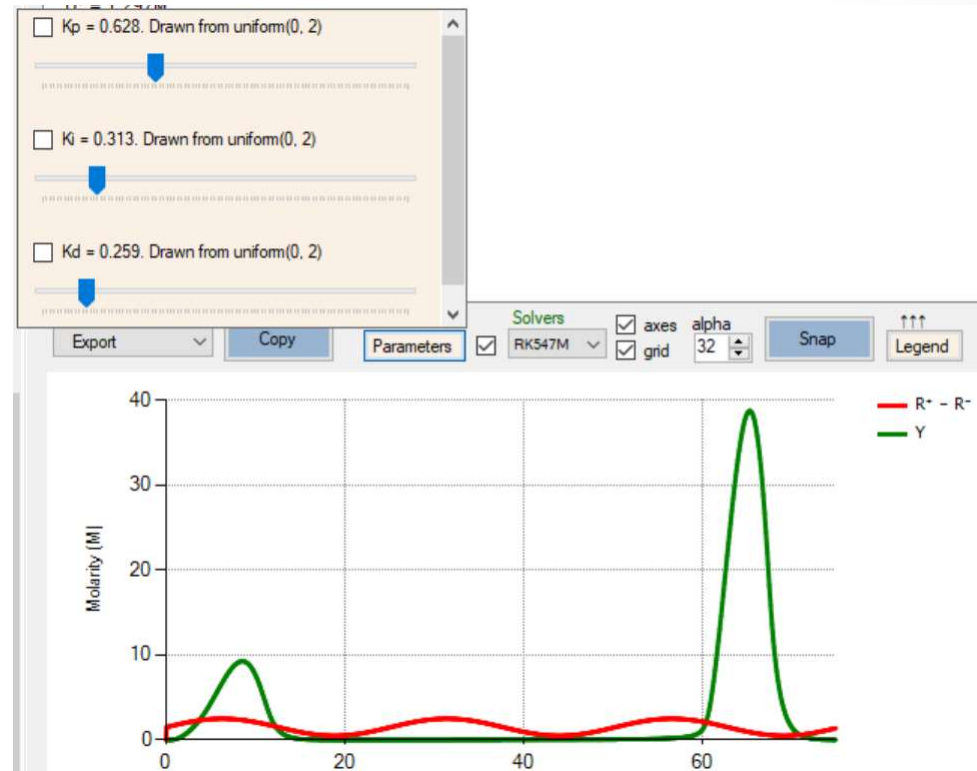 Kp = 0.628. Drawn from uniform(0, 2)
Ki = 0.313. Drawn from uniform(0, 2)
Kd = 0.259. Drawn from uniform(0, 2)
Solvers
axes alpha ↑↑↑
Export Copy Parameters RK547M grid 32 Snap Legend
40
R⁺ - R⁻
Y
30
Molarity (M)
20
10
0
0 20 40 60